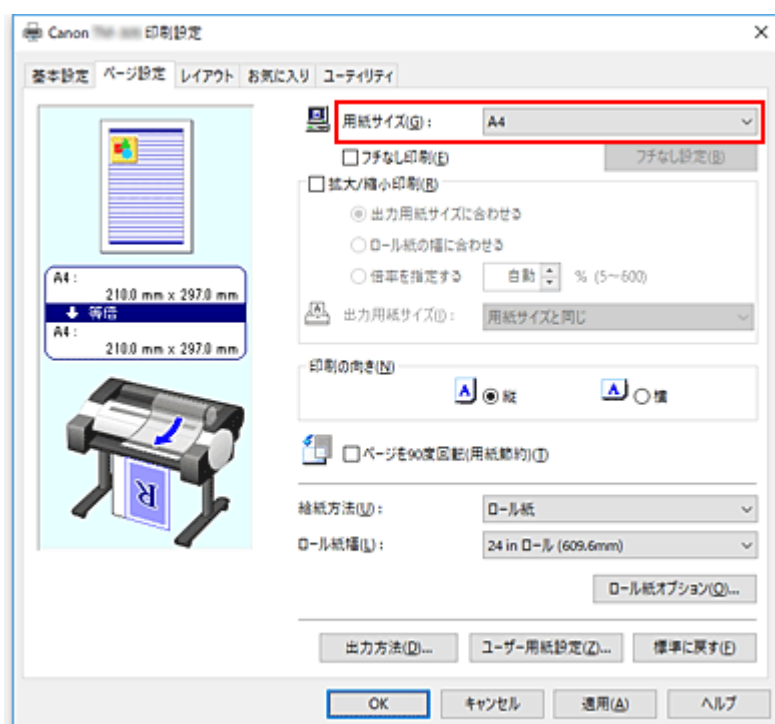 Canon 印刷設定
基本設定 ページ設定 レイアウト お気に入り ユーティリティ
用紙サイズ(G): A4
フチなし印刷(E) フチなし設定(B)
拡大/縮小印刷(R)
出力用紙サイズに合わせる
ロール紙の幅に合わせる
倍率を指定する 自動 % (5～600)
出力用紙サイズ(I): 用紙サイズと同じ
A4:
210.0 mm x 297.0 mm
等倍
A4:
210.0 mm x 297.0 mm
印刷の向き(N)
A 縦 A 横
ページを90度回転(用紙節約)(T)
R
給紙方法(U): ロール紙
ロール紙幅(L): 24 in ロール (609.6mm)
ロール紙オプション(O)...
出力方法(D)... ユーザー用紙設定(Z)... 標準に戻す(F)
OK キャンセル 適用(A) ヘルプ